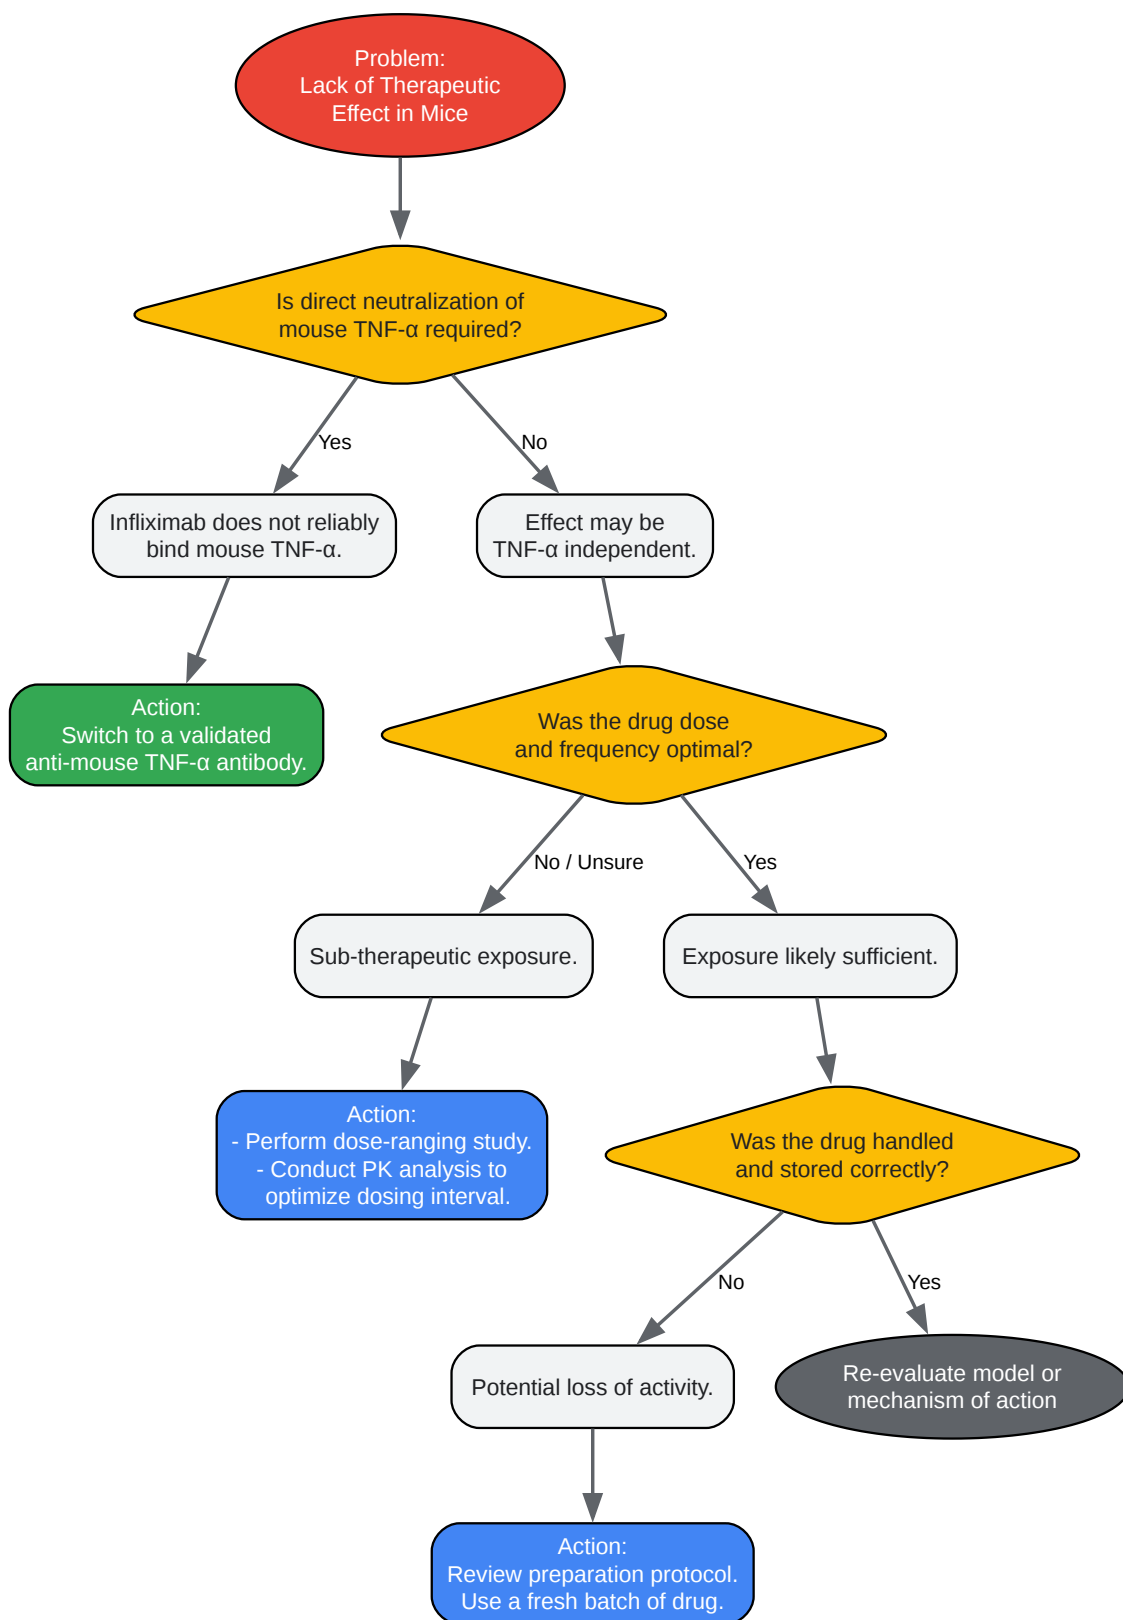 Problem:
Lack of Therapeutic
Effect in Mice
Is direct neutralization of
mouse TNF-α required?
Yes
No
Infliximab does not reliably
bind mouse TNF-α.
Effect may be
TNF-α independent.
Action:
Switch to a validated
anti-mouse TNF-α antibody.
Was the drug dose
and frequency optimal?
No / Unsure
Yes
Sub-therapeutic exposure.
Exposure likely sufficient.
Action:
- Perform dose-ranging study.
- Conduct PK analysis to
optimize dosing interval.
Was the drug handled
and stored correctly?
No
Yes
Potential loss of activity.
Re-evaluate model or
mechanism of action
Action:
Review preparation protocol.
Use a fresh batch of drug.